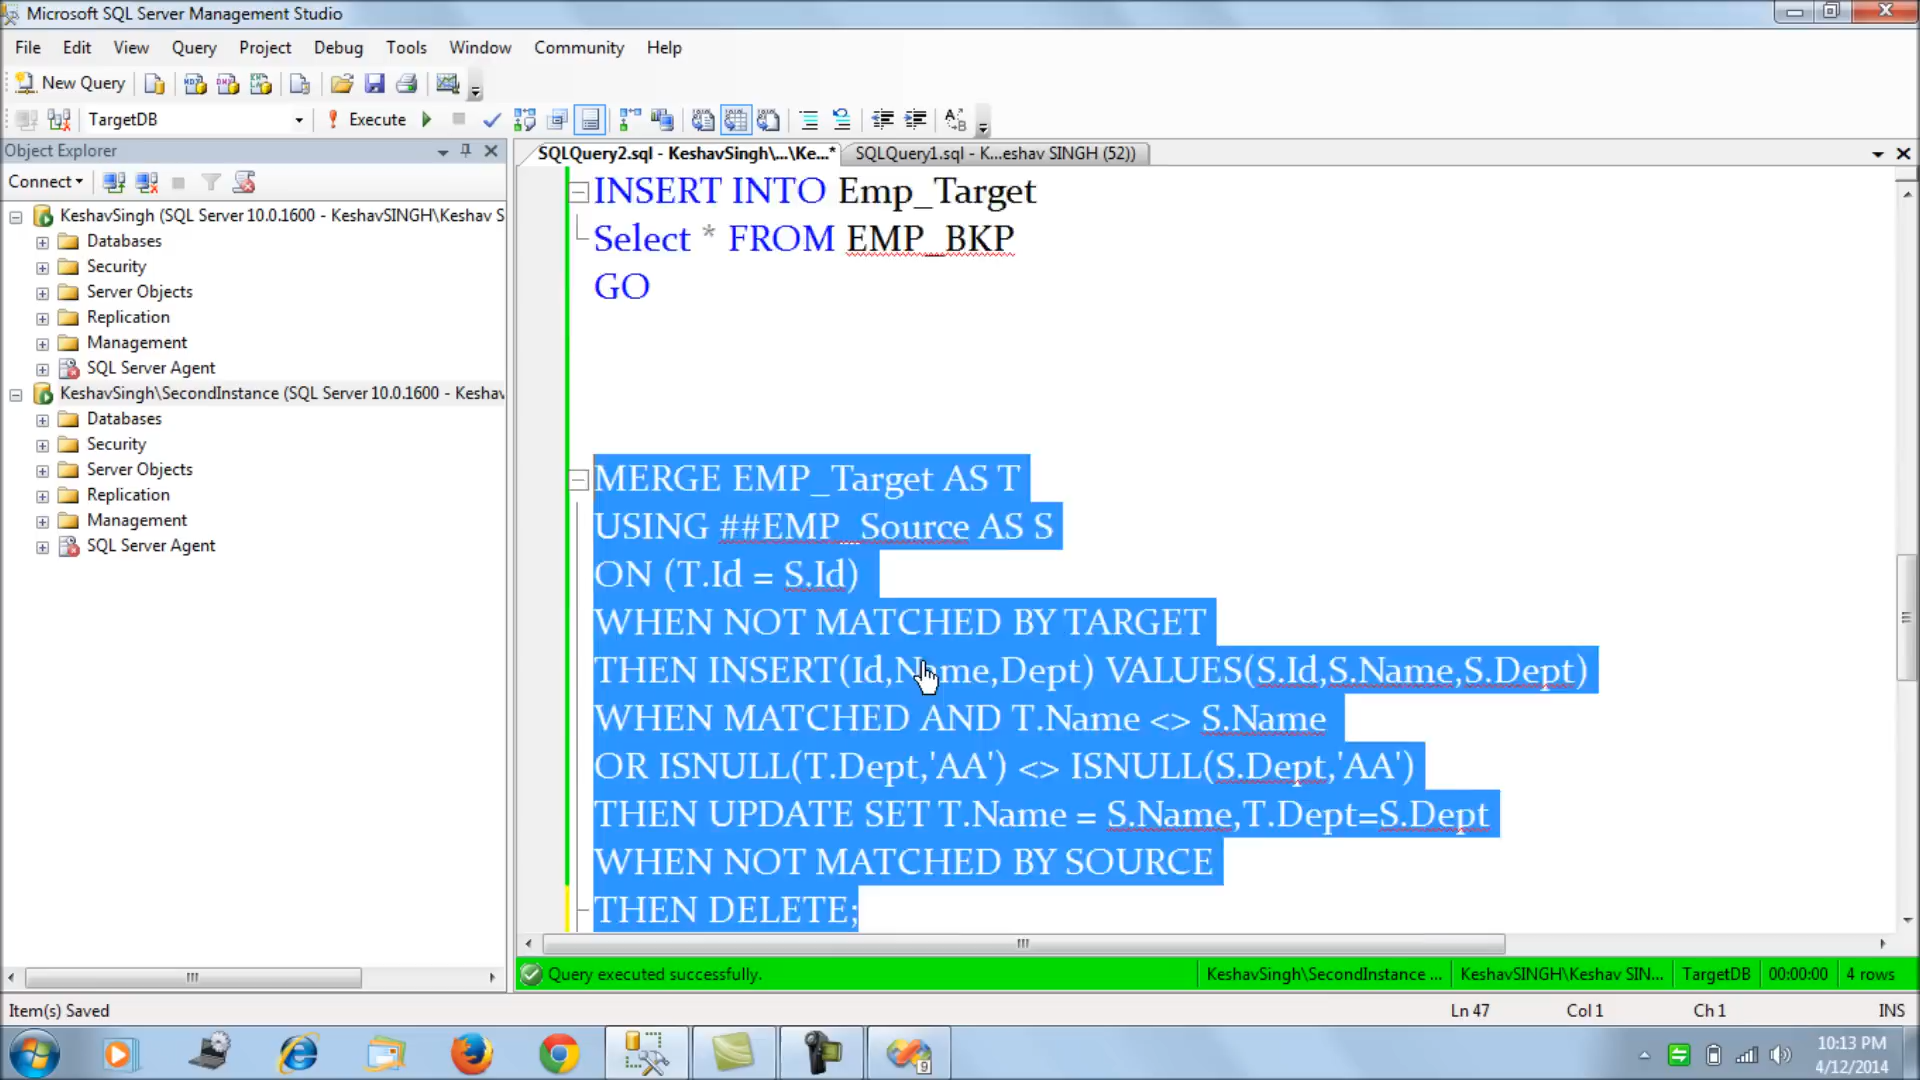 Microsoft SQL Server Management Studio
File Edit View Query Project Debug Tools Window Community Help
New Query
TargetDB Execute
Object Explorer
SQLQuery2.sql - KeshavSingh\...\Ke...* SQLQuery1.sql - K...eshav SINGH (52))
Connect
KeshavSingh (SQL Server 10.0.1600 - KeshavSINGH\Keshav S
Databases
Security
Server Objects
Replication
Management
SQL Server Agent
KeshavSingh\SecondInstance (SQL Server 10.0.1600 - Keshav
Databases
Security
Server Objects
Replication
Management
SQL Server Agent
INSERT INTO Emp_Target
Select * FROM EMP_BKP
GO
MERGE EMP_Target AS T
USING ##EMP_Source AS S
ON (T.Id = S.Id)
WHEN NOT MATCHED BY TARGET
THEN INSERT(Id,Name,Dept) VALUES(S.Id,S.Name,S.Dept)
WHEN MATCHED AND T.Name <> S.Name
OR ISNULL(T.Dept,'AA') <> ISNULL(S.Dept,'AA')
THEN UPDATE SET T.Name = S.Name,T.Dept=S.Dept
WHEN NOT MATCHED BY SOURCE
THEN DELETE;
Query executed successfully. KeshavSingh\SecondInstance ... KeshavSINGH\Keshav SIN... TargetDB 00:00:00 4 rows
Item(s) Saved Ln 47 Col 1 Ch 1 INS
9
10:13 PM
4/12/2014